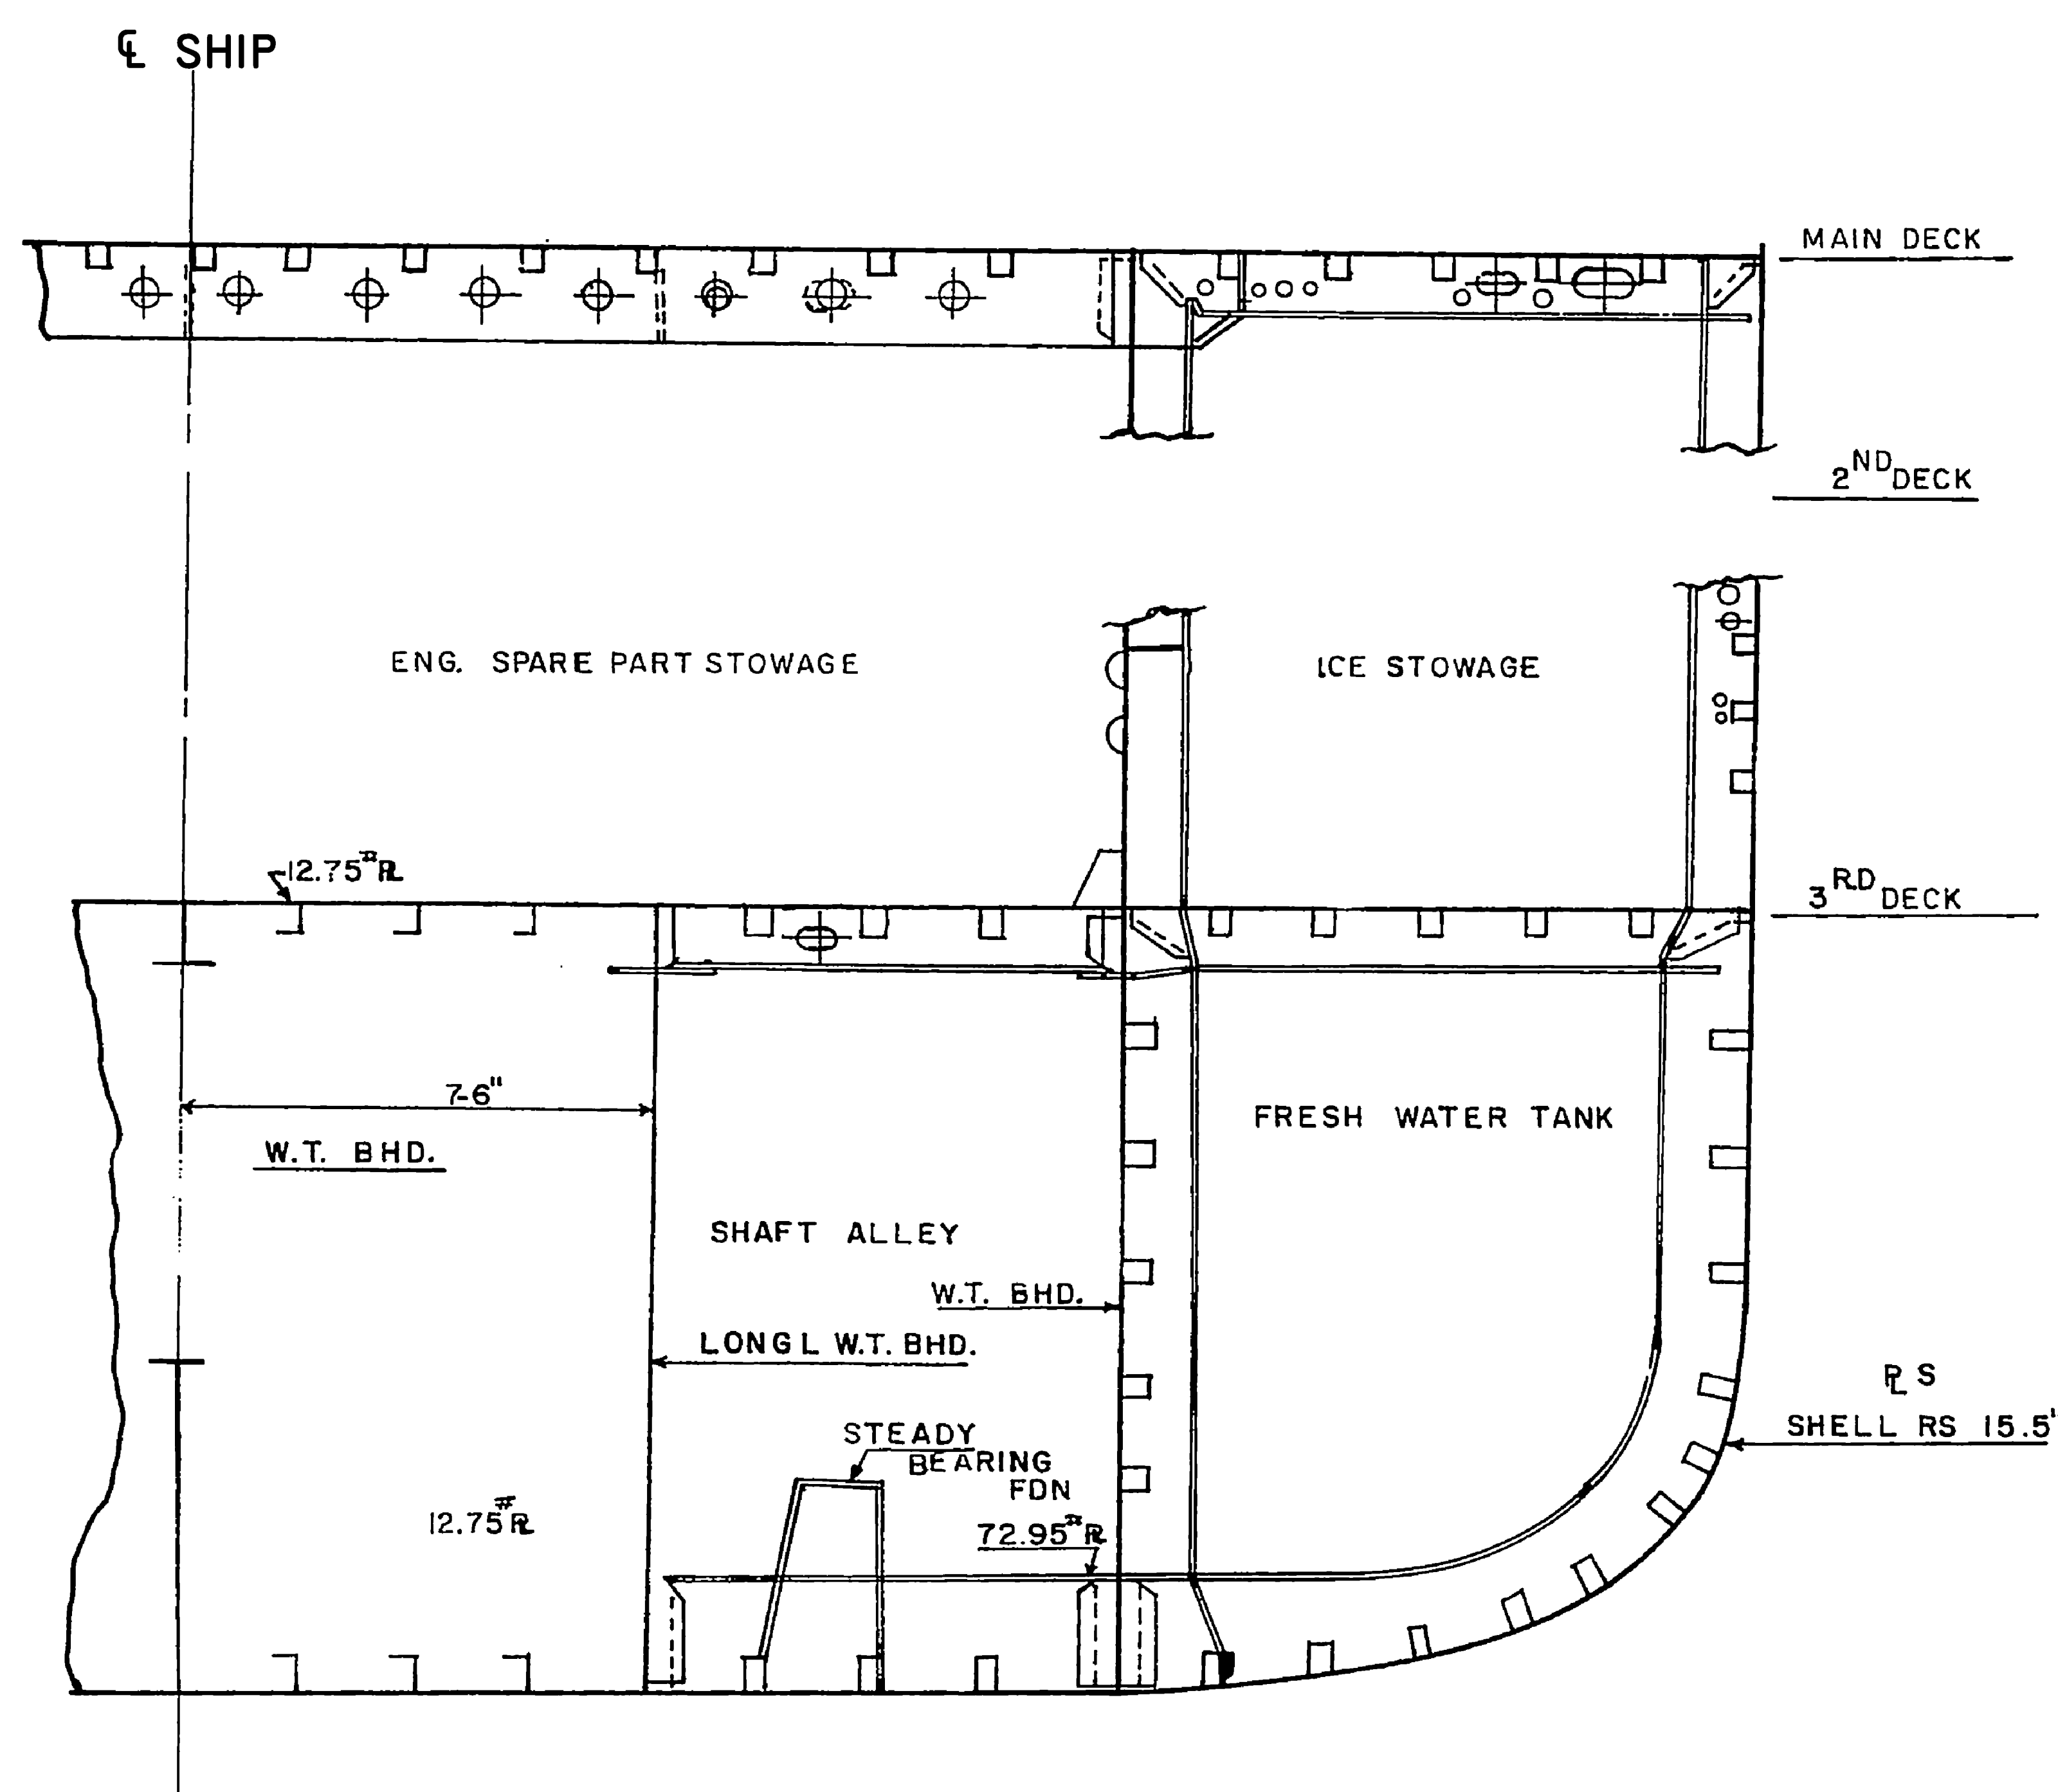 ℄ SHIP
MAIN DECK
2ND DECK
ENG. SPARE PART STOWAGE
ICE STOWAGE
12.75# ⅊
3RD DECK
7-6"
W.T. BHD.
FRESH WATER TANK
SHAFT ALLEY
W.T. BHD.
LONGL W.T. BHD.
PL S
SHELL RS 15.5'
STEADY
BEARING
FDN
12.75# PL
72.95# PL